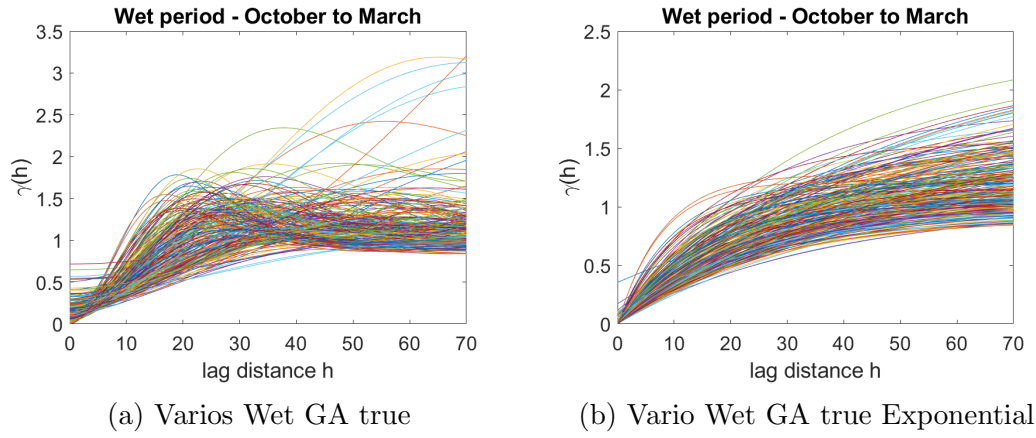 Wet period - October to March
3.5
3
2.5
2
1.5
1
0.5
0
γ(h)
0 10 20 30 40 50 60 70
lag distance h
(a) Varios Wet GA true
Wet period - October to March
2.5
2
1.5
1
0.5
0
γ(h)
0 10 20 30 40 50 60 70
lag distance h
(b) Vario Wet GA true Exponential